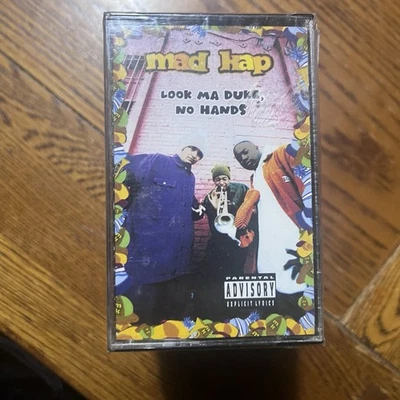 mad kap
LOOK MA DUKE,
NO HANDS
PARENTAL
ADVISORY
EXPLICIT LYRICS